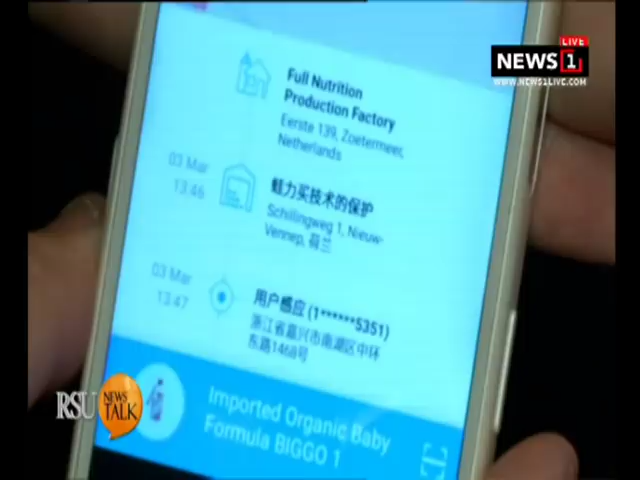 LIVE
NEWS 1
WWW.NEWS1LIVE.COM
Full Nutrition
Production Factory
Eerste 139, Zoetermeer,
Netherlands
03 Mar
13.46
魅力买技术的保护
Schillingweg 1, Nieuw-
Vennep, 荷兰
03 Mar
13.47
用户感应 (1******5351)
浙江省嘉兴市南湖区中环
东路1468号
Imported Organic Baby
Formula BIGGO 1
RSU NEWS TALK